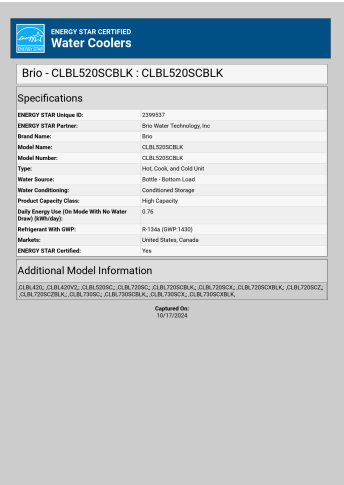 ENERGY STAR CERTIFIED
Water Coolers
ENERGY STAR
Brio - CLBL520SCBLK : CLBL520SCBLK
Specifications
ENERGY STAR Unique ID: 2399537
ENERGY STAR Partner: Brio Water Technology, Inc
Brand Name: Brio
Model Name: CLBL520SCBLK
Model Number: CLBL520SCBLK
Type: Hot, Cook, and Cold Unit
Water Source: Bottle - Bottom Load
Water Conditioning: Conditioned Storage
Product Capacity Class: High Capacity
Daily Energy Use (On Mode With No Water 0.76
Draw) (kWh/day):
Refrigerant With GWP: R-134a (GWP:1430)
Markets: United States, Canada
ENERGY STAR Certified: Yes
Additional Model Information
,CLBL420,; ,CLBL420V2,; ,CLBL520SC,; ,CLBL720SC,; ,CLBL720SCBLK,; ,CLBL720SCX,; ,CLBL720SCXBLK,; ,CLBL720SCZ,;
,CLBL720SCZBLK,; ,CLBL730SC,; ,CLBL730SCBLK,; ,CLBL730SCX,; ,CLBL730SCXBLK,
Captured On:
10/17/2024